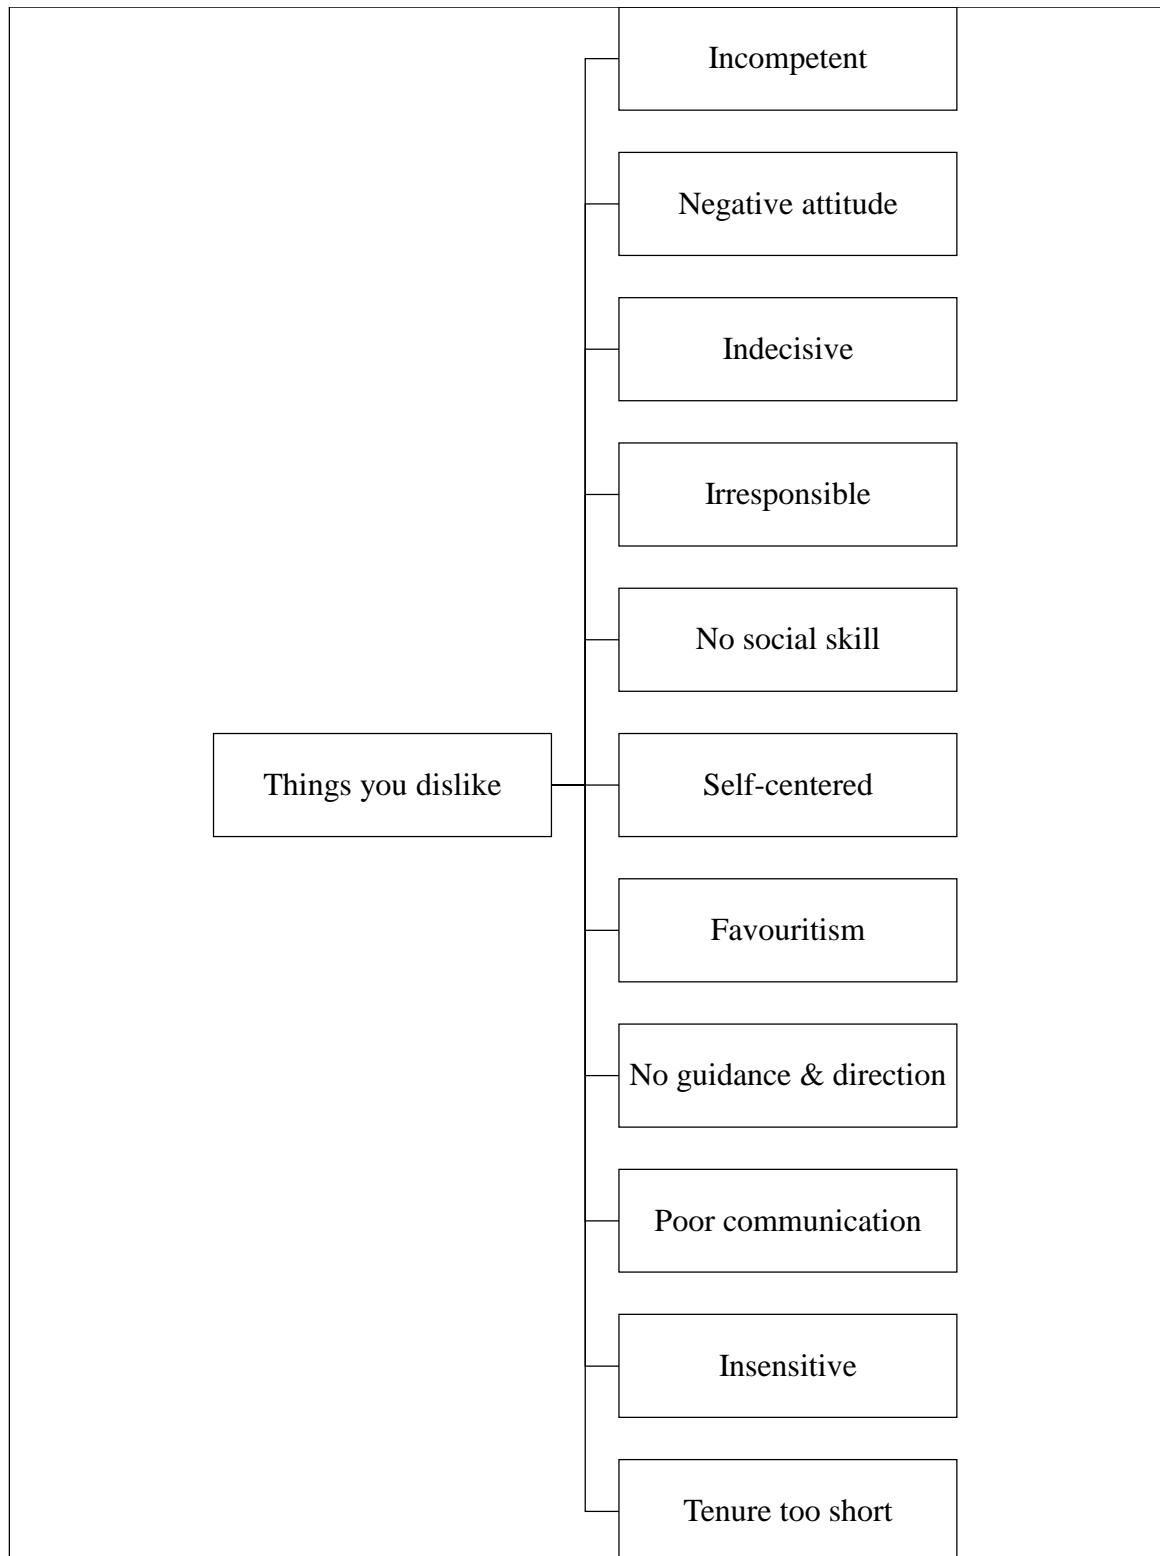 Incompetent
Negative attitude
Indecisive
Irresponsible
No social skill
Things you dislike
Self-centered
Favouritism
No guidance & direction
Poor communication
Insensitive
Tenure too short